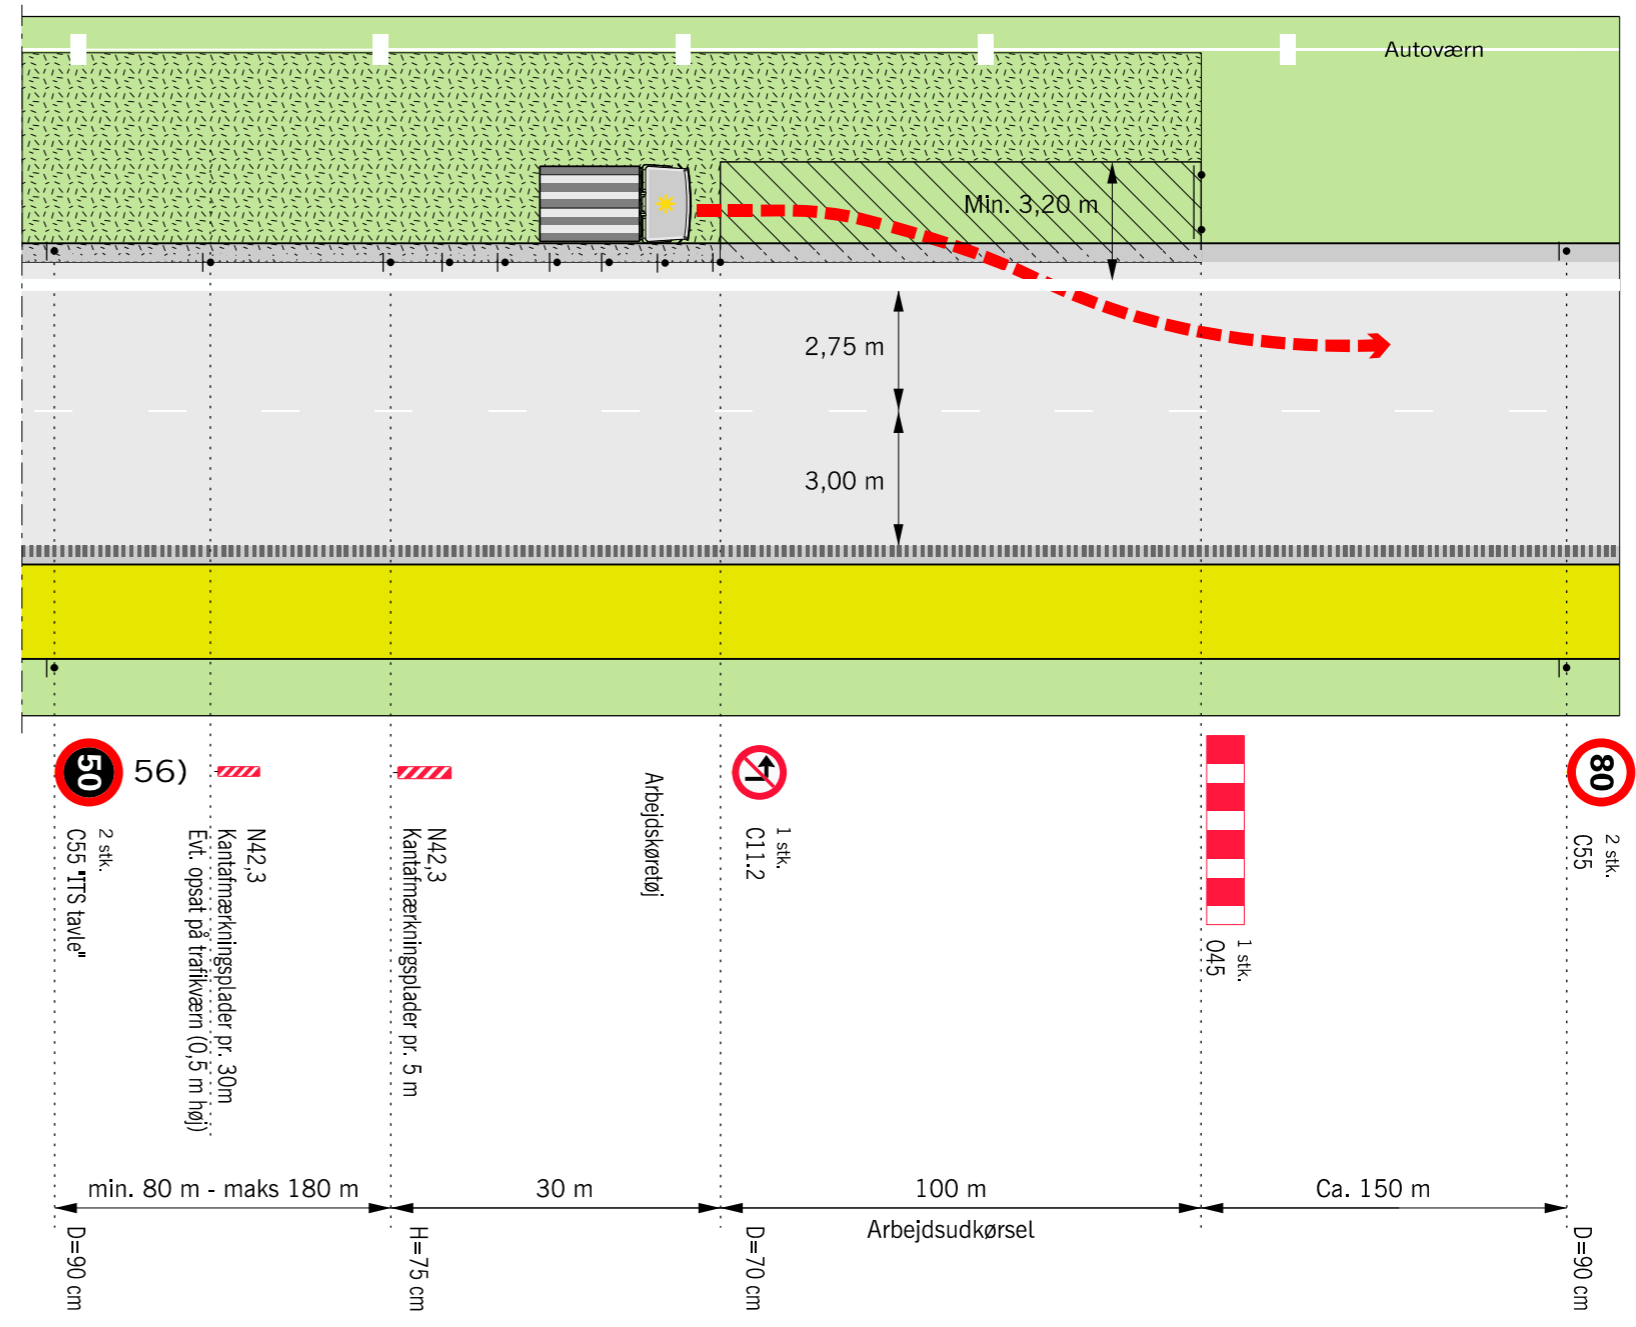 Autoværn
Min. 3,20 m
2,75 m
3,00 m
50
56)
2 stk.
C55 "ITS tavle"
N42,3
Kantafmærkningsplader pr. 30m
Evt. opsat på trafikværn (0,5 m høj)
N42,3
Kantafmærkningsplader pr. 5 m
Arbejdskøretøj
1 stk.
C11.2
1 stk.
O45
80
2 stk.
C55
min. 80 m - maks 180 m
30 m
100 m
Ca. 150 m
Arbejdsudkørsel
D=90 cm
H=75 cm
D=70 cm
D=90 cm